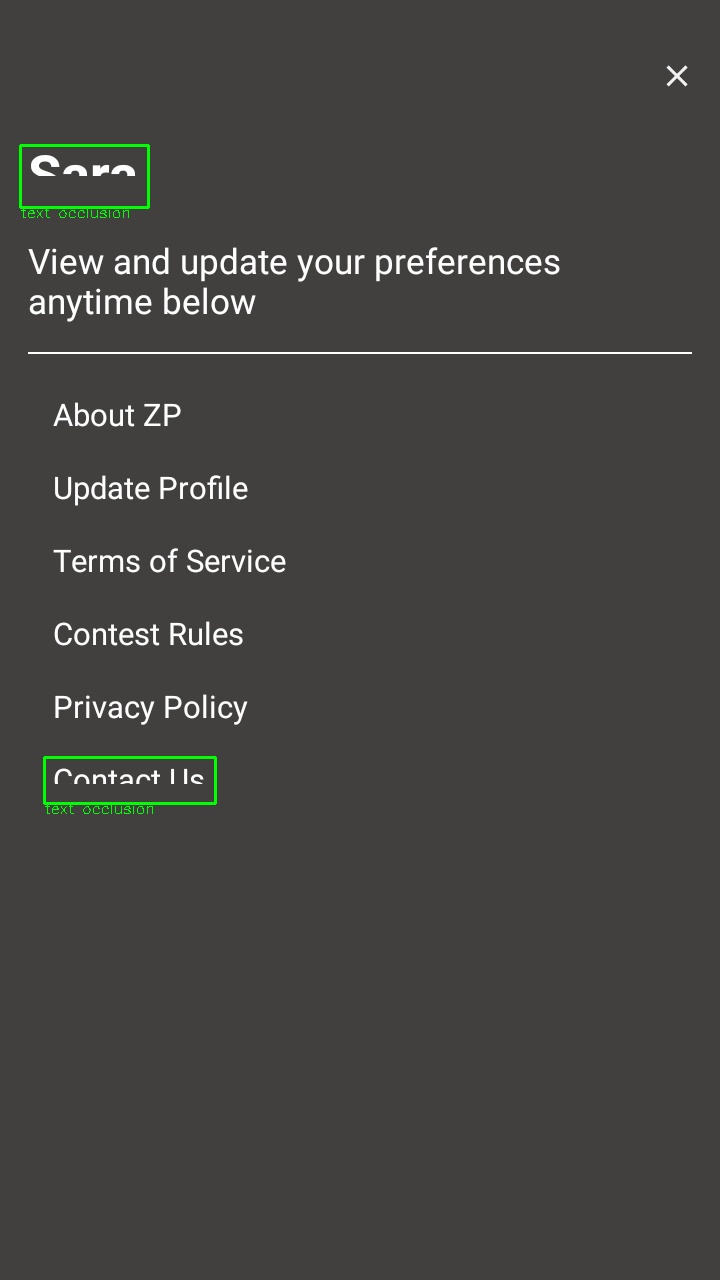 Sara
text occlusion
View and update your preferences
anytime below
About ZP
Update Profile
Terms of Service
Contest Rules
Privacy Policy
Contact Us
text occlusion